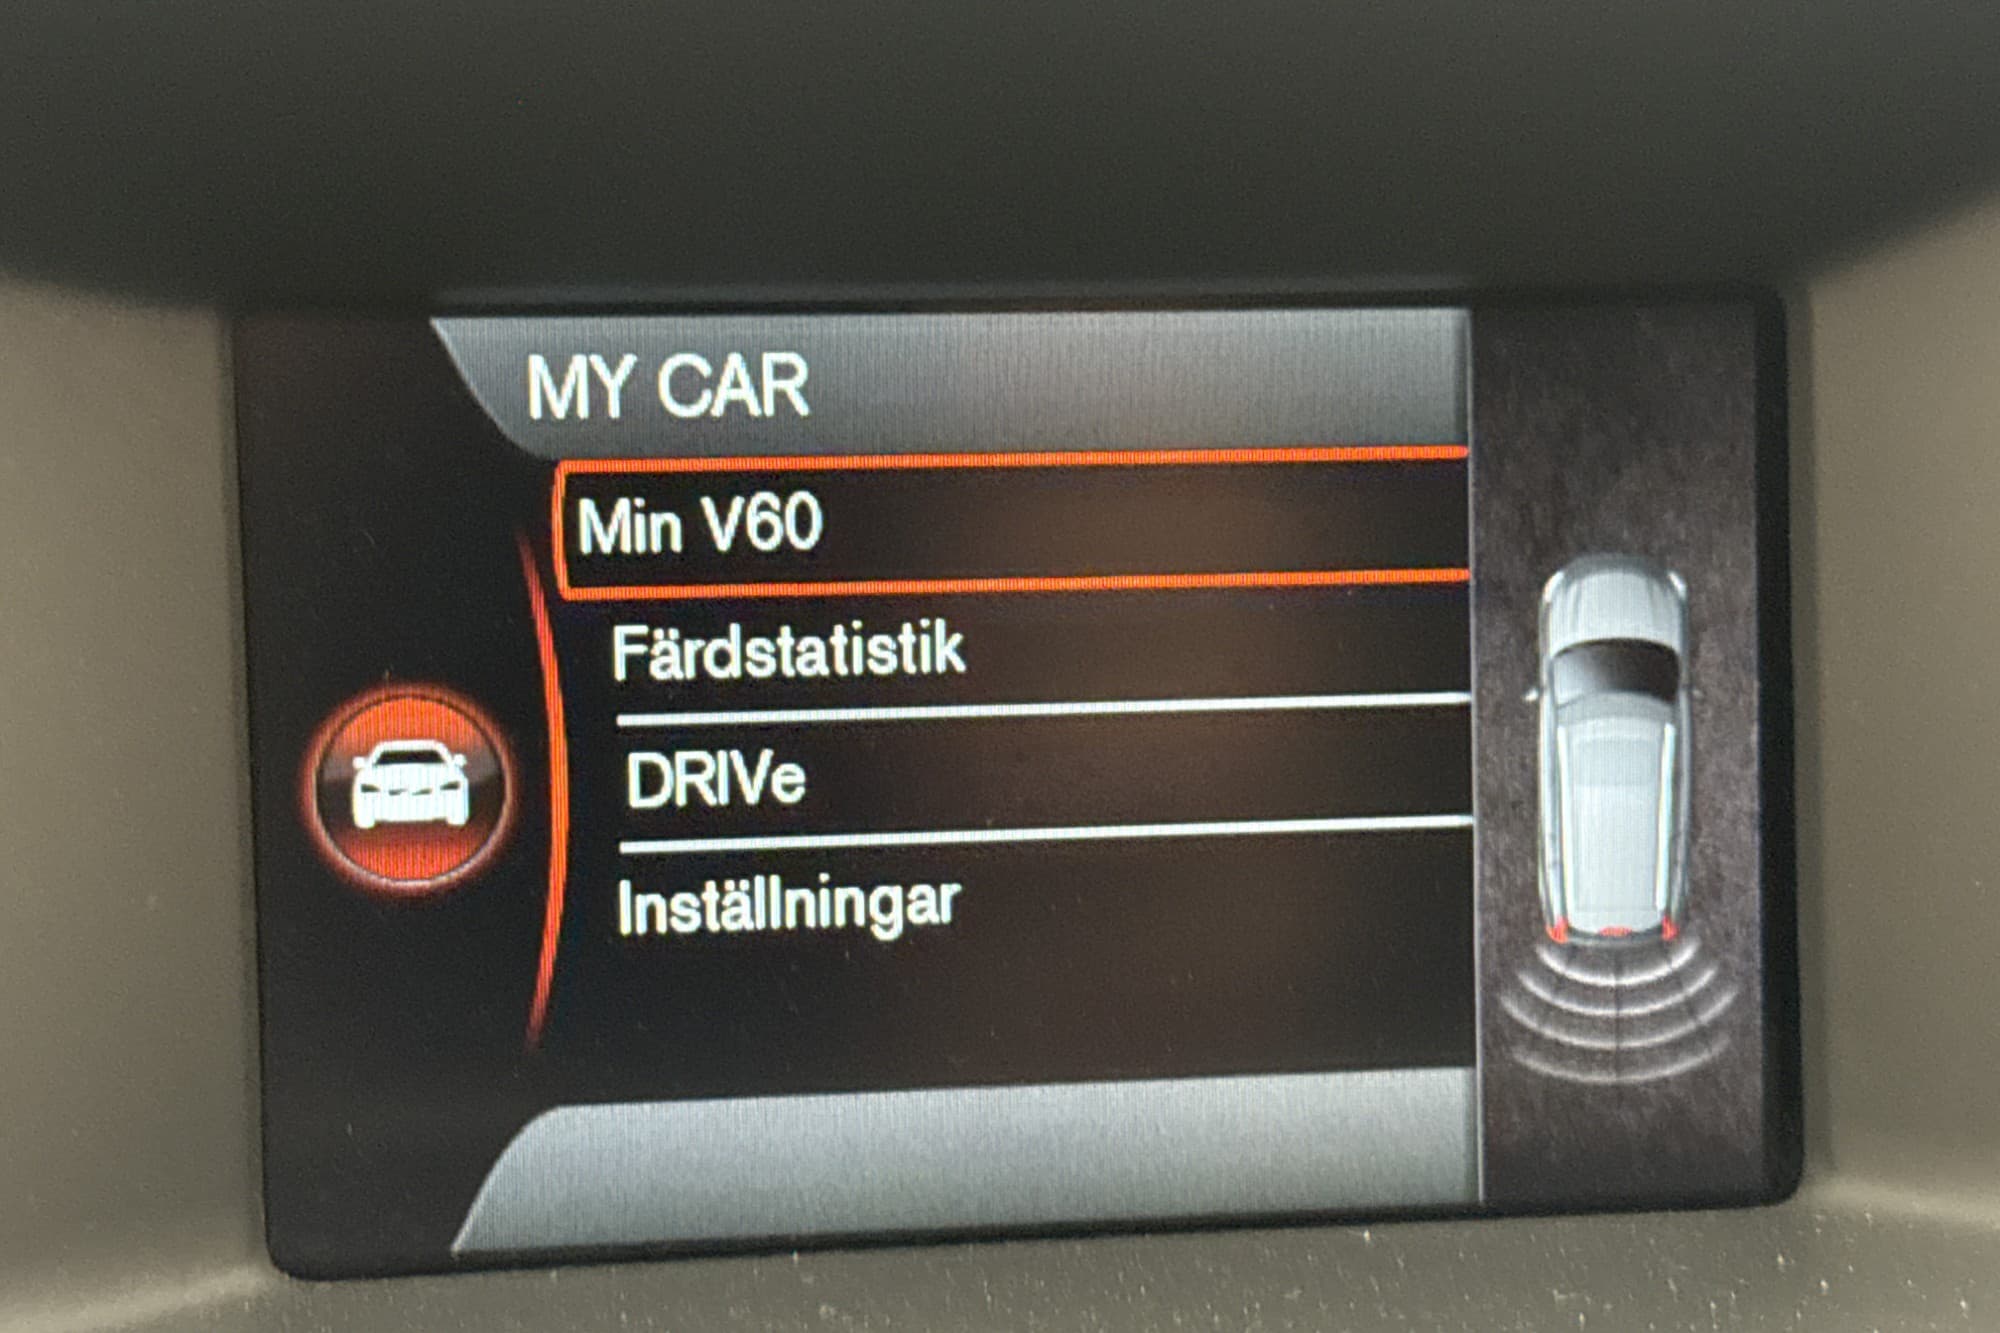 MY CAR
Min V60
Färdstatistik
DRIVe
Inställningar